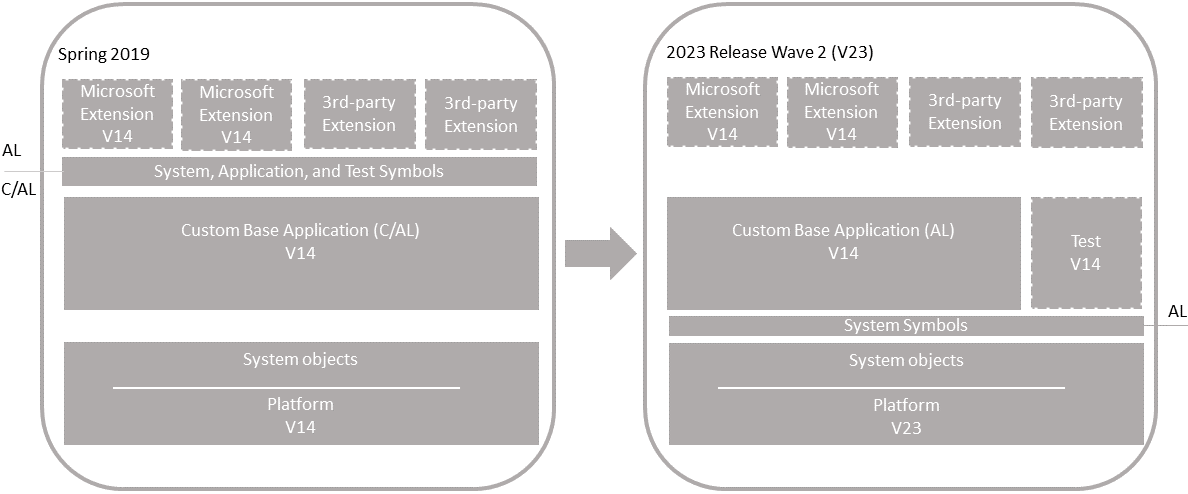 Spring 2019
Microsoft
Extension
V14
Microsoft
Extension
V14
3rd-party
Extension
3rd-party
Extension
AL
C/AL
System, Application, and Test Symbols
Custom Base Application (C/AL)
V14
System objects
Platform
V14
2023 Release Wave 2 (V23)
Microsoft
Extension
V14
Microsoft
Extension
V14
3rd-party
Extension
3rd-party
Extension
Custom Base Application (AL)
V14
Test
V14
AL
System Symbols
System objects
Platform
V23